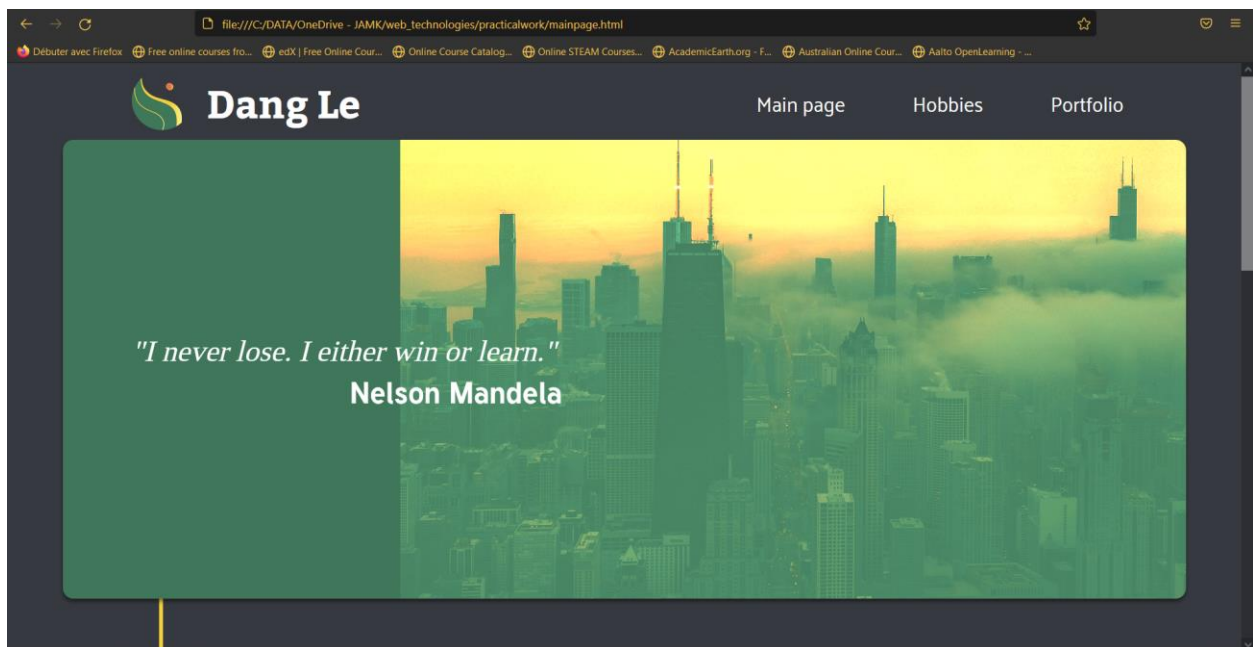 file:///C:/DATA/OneDrive - JAMK/web_technologies/practicalwork/mainpage.html
Débuter avec Firefox Free online courses fro... edX | Free Online Cour... Online Course Catalog... Online STEAM Courses... AcademicEarth.org - F... Australian Online Cour... Aalto OpenLearning - ...
Dang Le Main page Hobbies Portfolio
"I never lose. I either win or learn."
Nelson Mandela